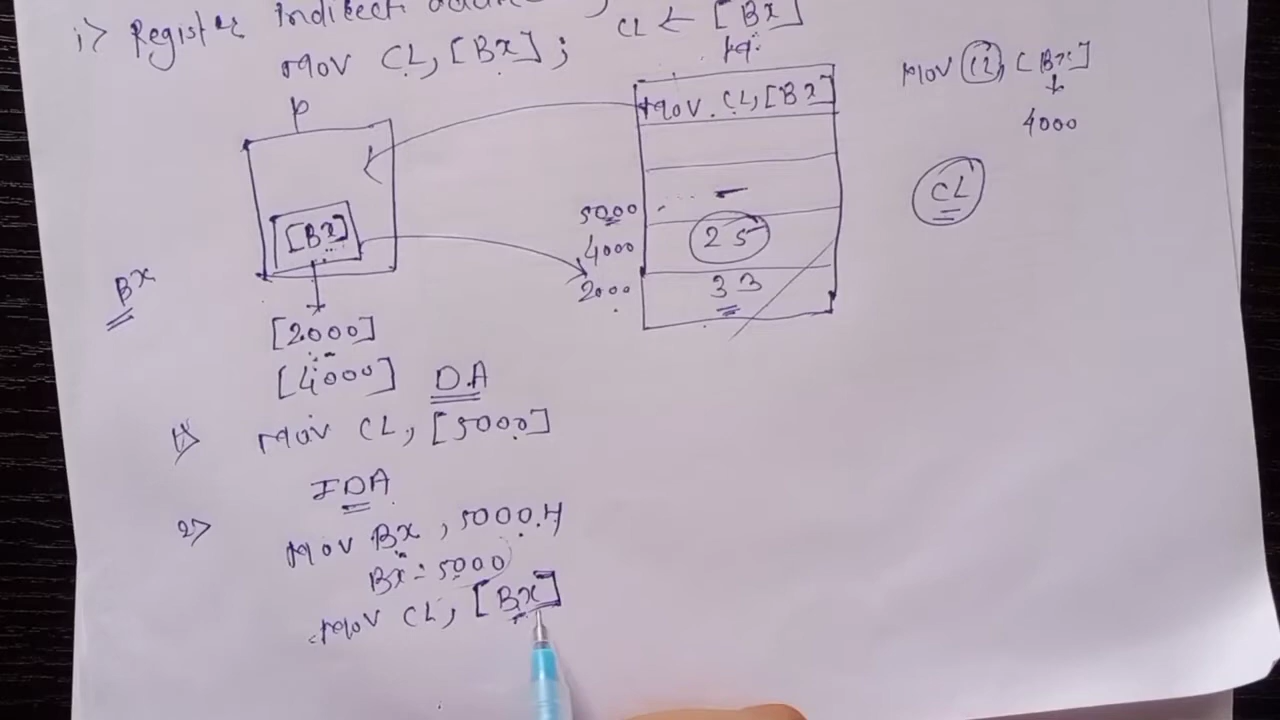 i> Register Indirect
CL ← [Bx]
mov CL, [Bx];
M
mov CL, [Bx]
mov CL, [Bx]
4000
P
CL
[Bx]
5000
4000 25
2000 33
Bx
[2000]
[4000] DA
1> mov CL, [5000]
IDA
2> mov Bx, 5000H
Bx = 5000
mov CL, [Bx]